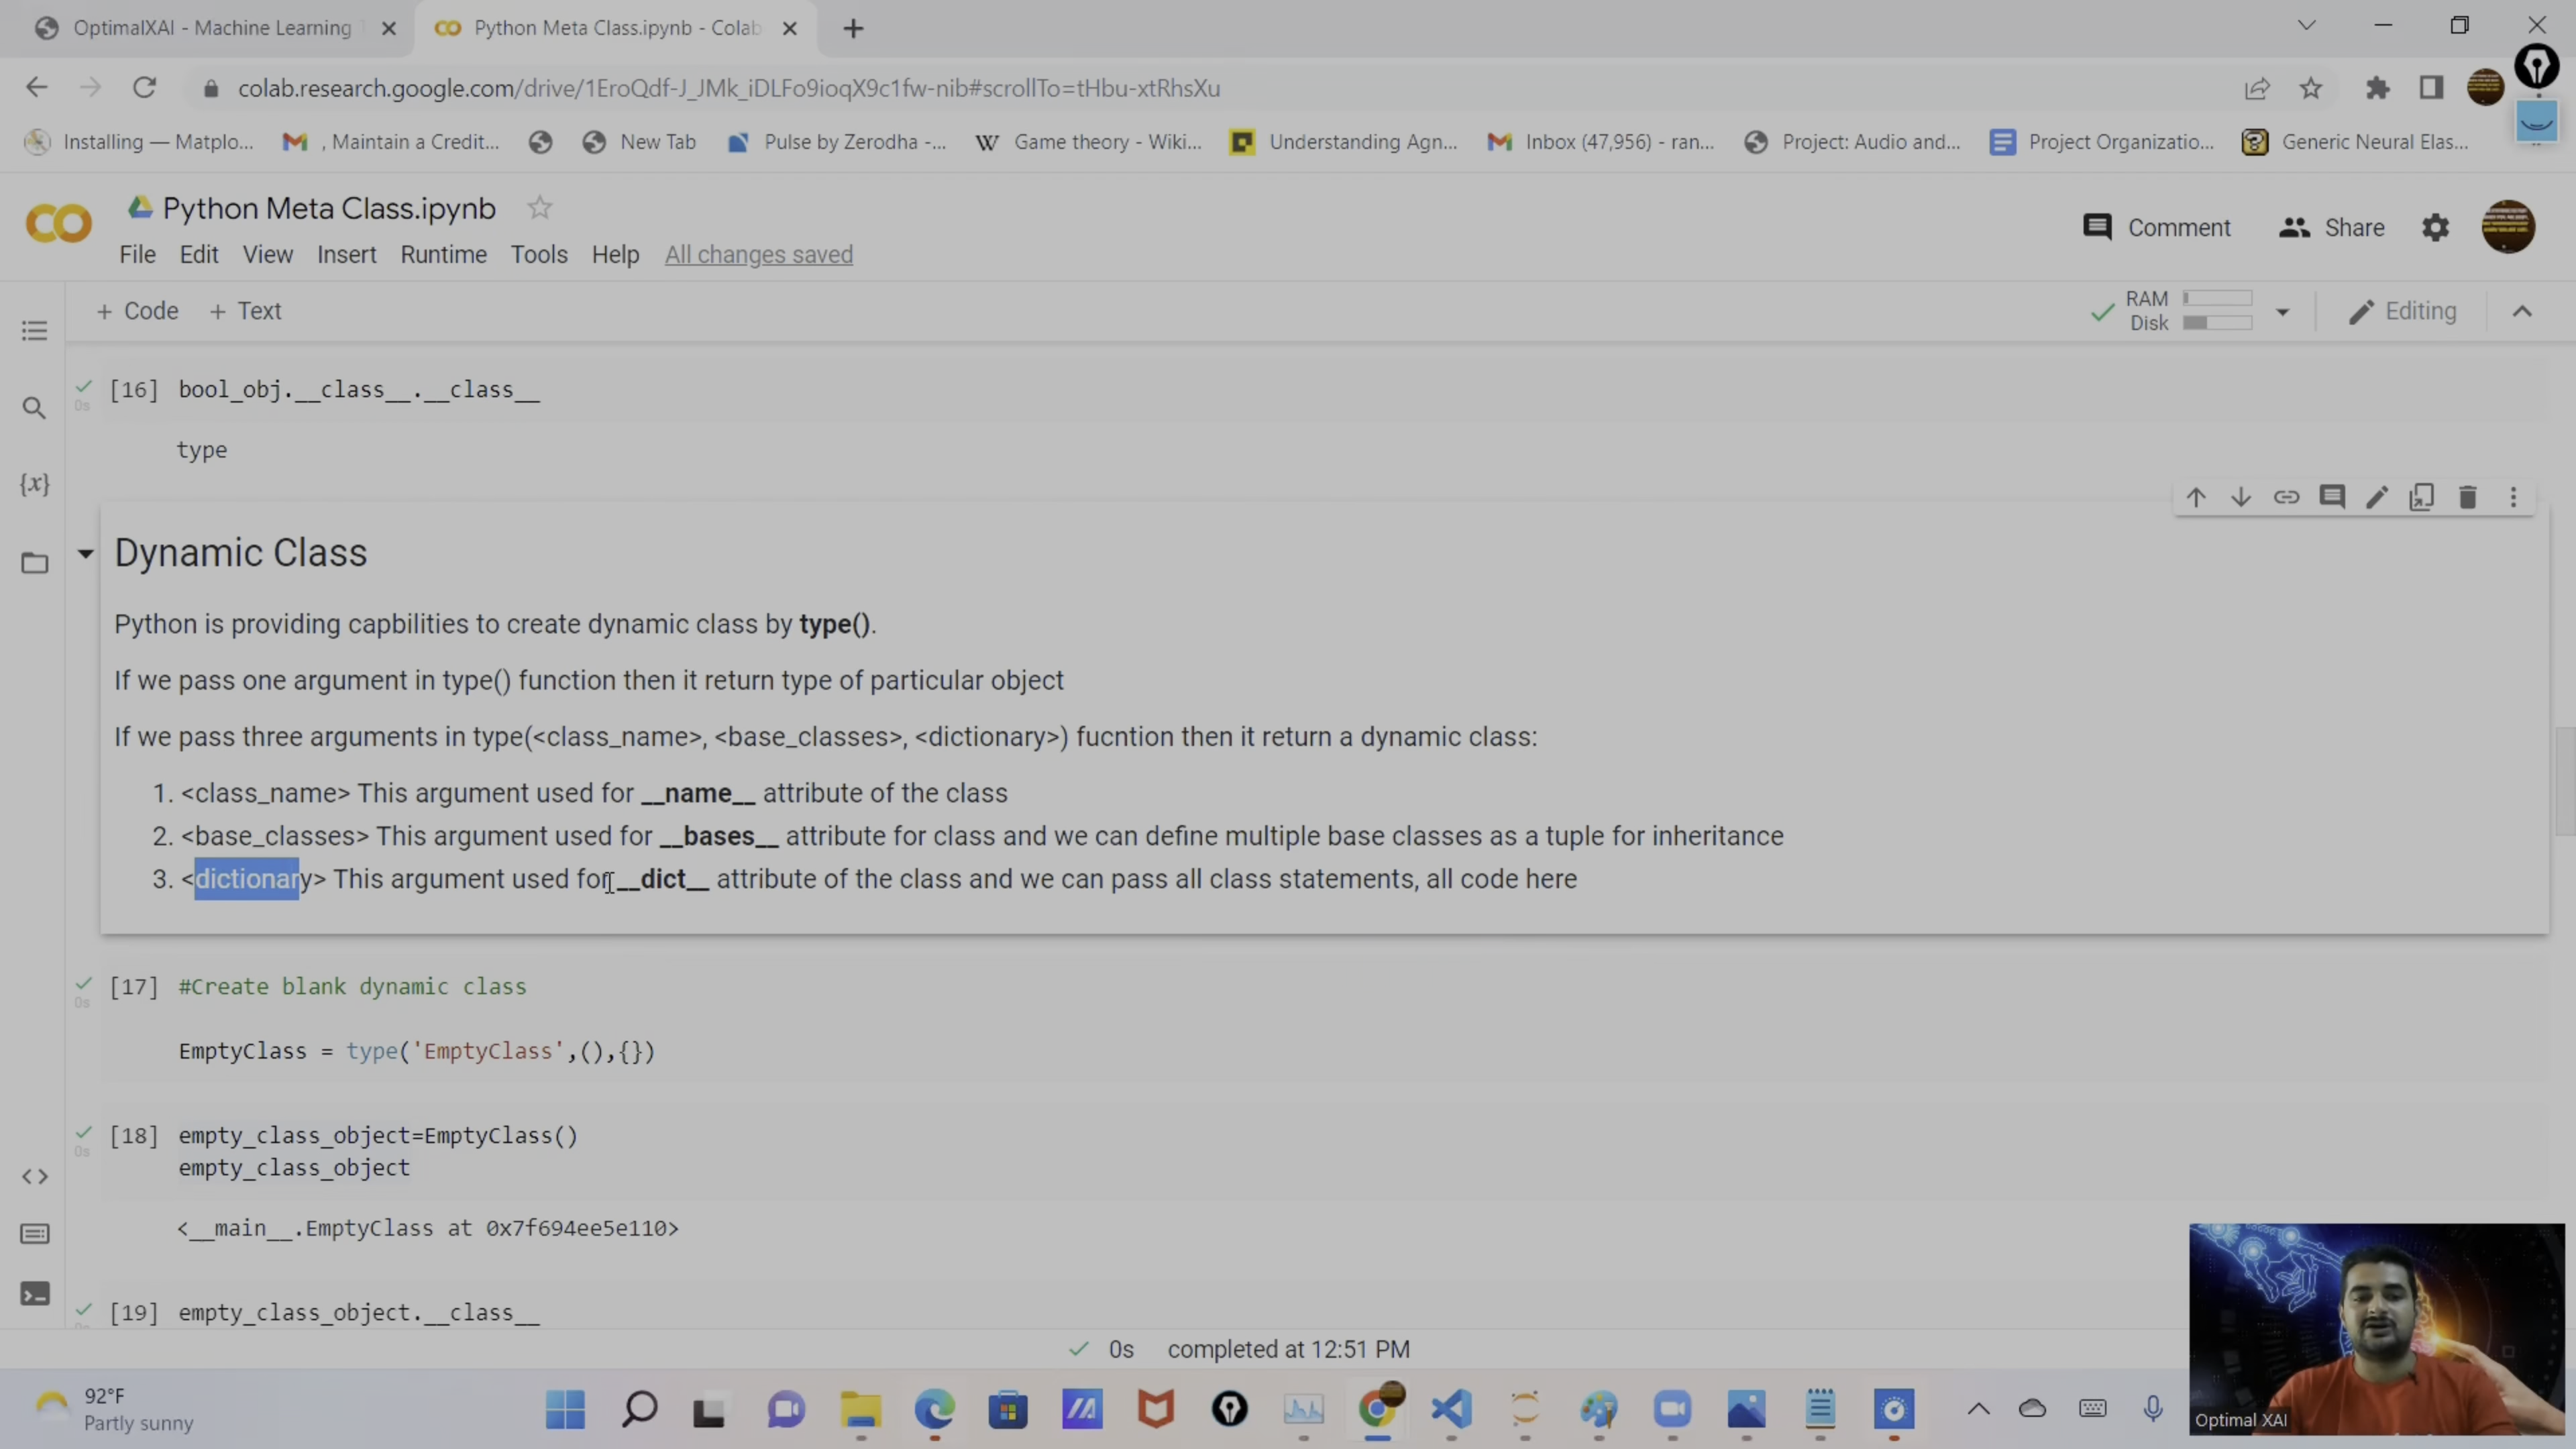 OptimalXAI - Machine Learning
Python Meta Class.ipynb - Colab
colab.research.google.com/drive/1EroQdf-J_JMk_iDLFo9ioqX9c1fw-nib#scrollTo=tHbu-xtRhsXu
Installing — Matplo... , Maintain a Credit... New Tab Pulse by Zerodha -... Game theory - Wiki... Understanding Agn... Inbox (47,956) - ran... Project: Audio and... Project Organizatio... Generic Neural Elas...
Python Meta Class.ipynb
Comment Share
File Edit View Insert Runtime Tools Help All changes saved
+ Code + Text
RAM
Disk
Editing
[16] bool_obj.__class__.__class__
0s
type
{x}
Dynamic Class
Python is providing capbilities to create dynamic class by type().
If we pass one argument in type() function then it return type of particular object
If we pass three arguments in type(<class_name>, <base_classes>, <dictionary>) fucntion then it return a dynamic class:
1. <class_name> This argument used for __name__ attribute of the class
2. <base_classes> This argument used for __bases__ attribute for class and we can define multiple base classes as a tuple for inheritance
3. <dictionary> This argument used for __dict__ attribute of the class and we can pass all class statements, all code here
[17] #Create blank dynamic class
0s
EmptyClass = type('EmptyClass',(),{})
[18] empty_class_object=EmptyClass()
0s
empty_class_object
<__main__.EmptyClass at 0x7f694ee5e110>
[19] empty_class_object.__class__
0s completed at 12:51 PM
92°F
Partly sunny
Optimal XAI